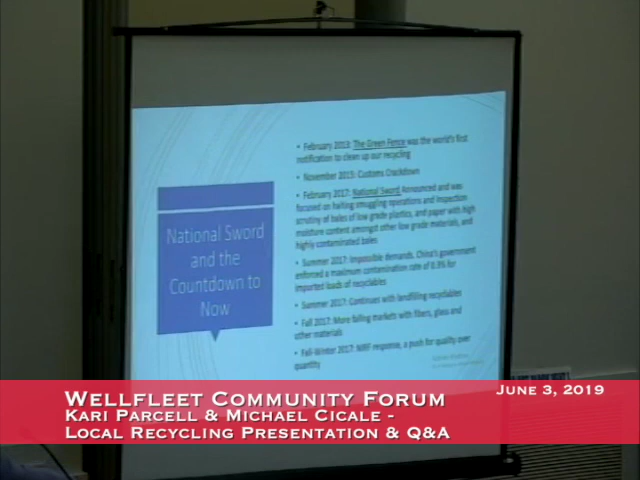 National Sword
and the
Countdown to
Now
• February 2013: The Green Fence was the world's first
notification to clean up our recycling
• November 2015: Customs Crackdown
• February 2017: National Sword Announced and was
focused on halting smuggling operations and inspection
scrutiny of bales of low grade plastics, and paper with high
moisture content amongst other low grade materials, and
highly contaminated bales
• Summer 2017: Impossible demands. China's government
enforced a maximum contamination rate of 0.3% for
imported loads of recyclables
• Summer 2017: Continues with landfilling recyclables
• Fall 2017: More falling markets with fibers, glass and
other materials
• Fall-Winter 2017: MRF response, a push for quality over
quantity
Wellfleet Community Forum
June 3, 2019
Kari Parcell & Michael Cicale -
Local Recycling Presentation & Q&A